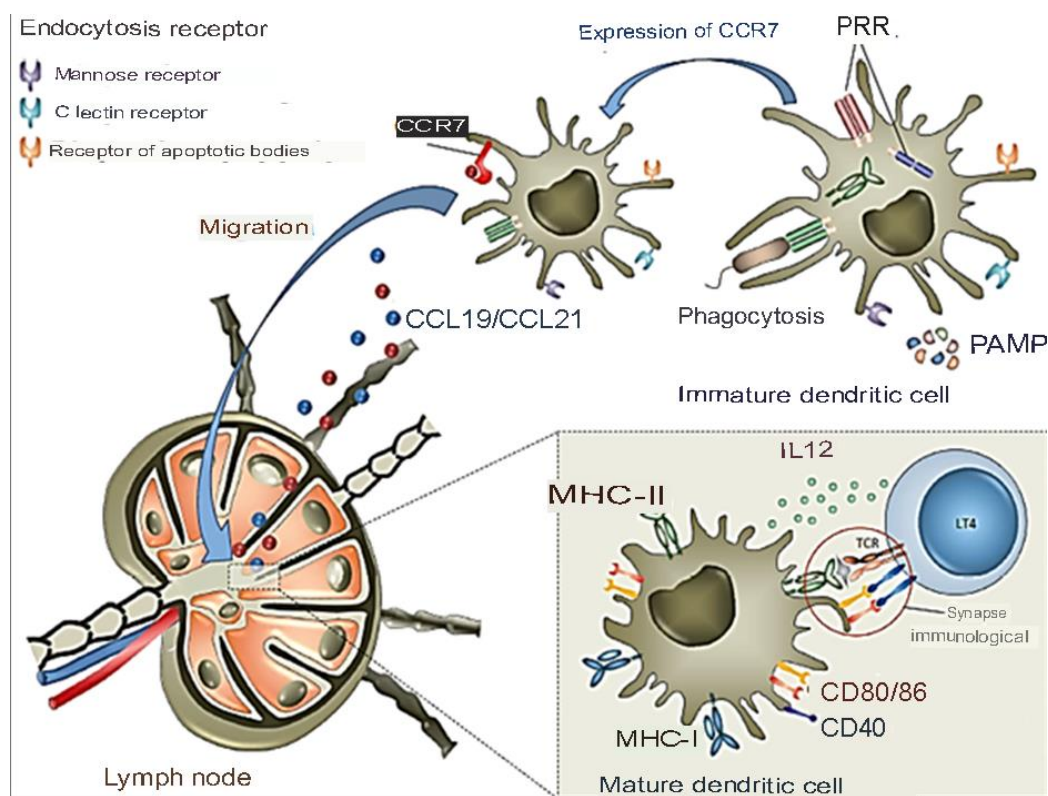 Endocytosis receptor
Mannose receptor
C lectin receptor
Receptor of apoptotic bodies
Expression of CCR7
PRR
CCR7
Migration
CCL19/CCL21
Phagocytosis
PAMP
Immature dendritic cell
IL12
MHC-II
LT4
TCR
Synapse
immunological
CD80/86
CD40
MHC-I
Mature dendritic cell
Lymph node